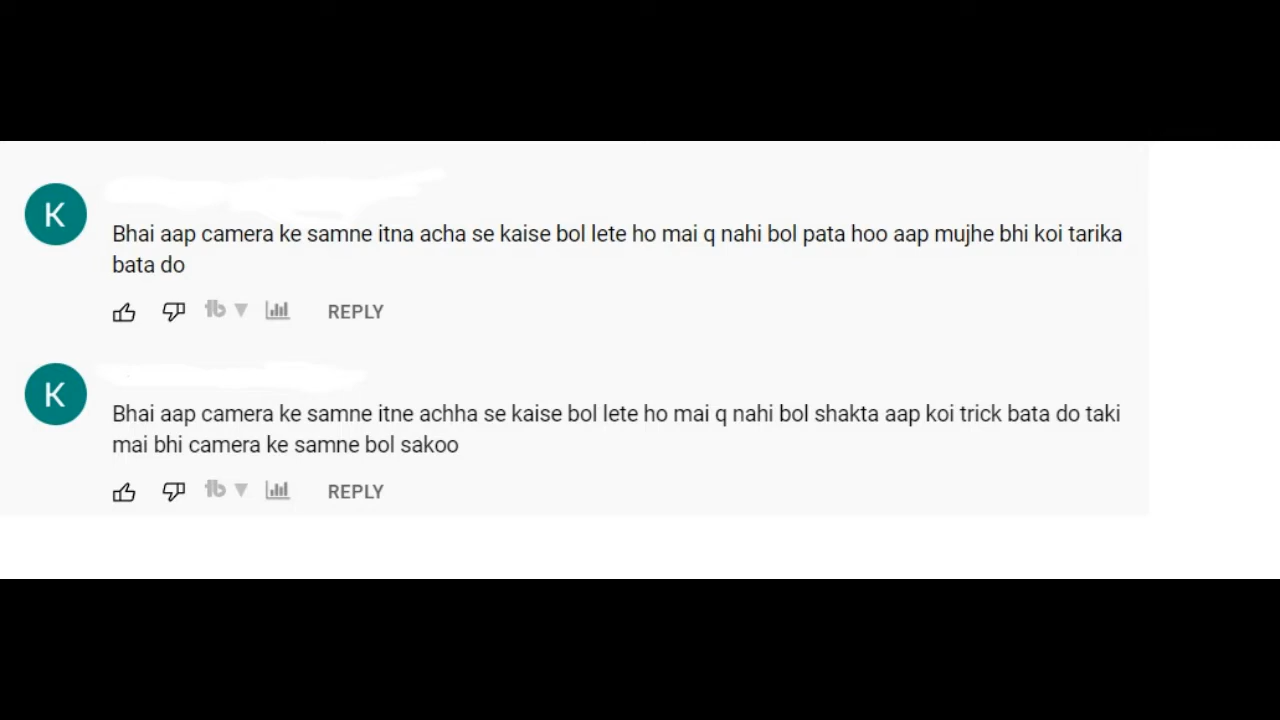 K
Bhai aap camera ke samne itna acha se kaise bol lete ho mai q nahi bol pata hoo aap mujhe bhi koi tarika
bata do
tb REPLY
K
Bhai aap camera ke samne itne achha se kaise bol lete ho mai q nahi bol shakta aap koi trick bata do taki
mai bhi camera ke samne bol sakoo
tb REPLY